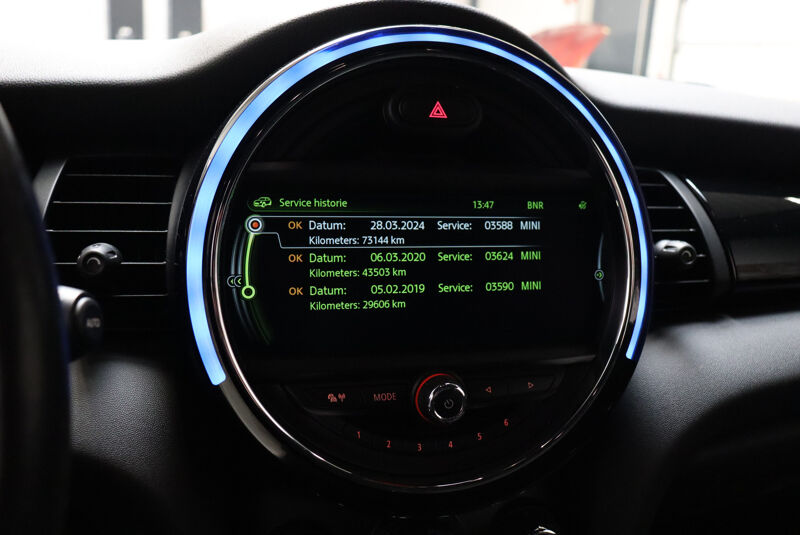 Service historie 13:47 BNR
OK Datum: 28.03.2024 Service: 03588 MINI
Kilometers: 73144 km
OK Datum: 06.03.2020 Service: 03624 MINI
Kilometers: 43503 km
OK Datum: 05.02.2019 Service: 03590 MINI
Kilometers: 29606 km
AUTO
MODE
1 2 3 4 5 6